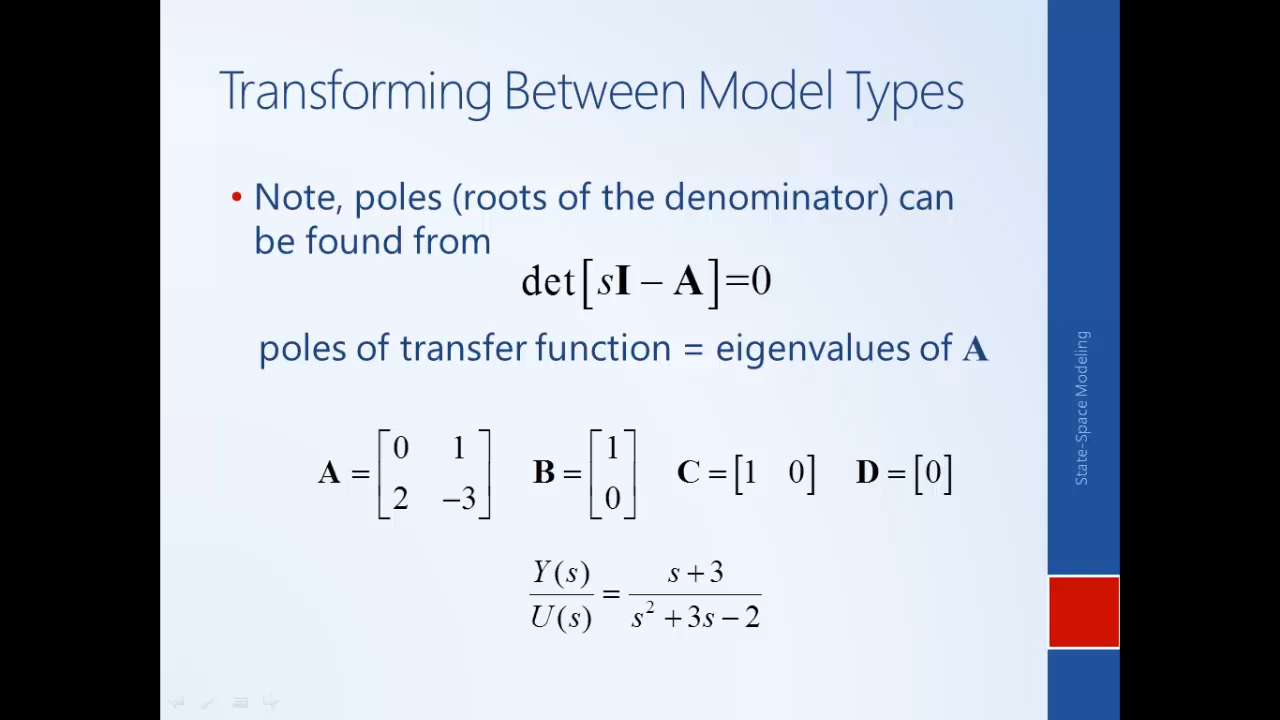 Transforming Between Model Types
• Note, poles (roots of the denominator) can
be found from
det[sI − A]=0
poles of transfer function = eigenvalues of A
A = [0 1; 2 −3] B = [1; 0] C = [1 0] D = [0]
Y(s)/U(s) = (s+3)/(s² + 3s − 2)
State-Space Modeling